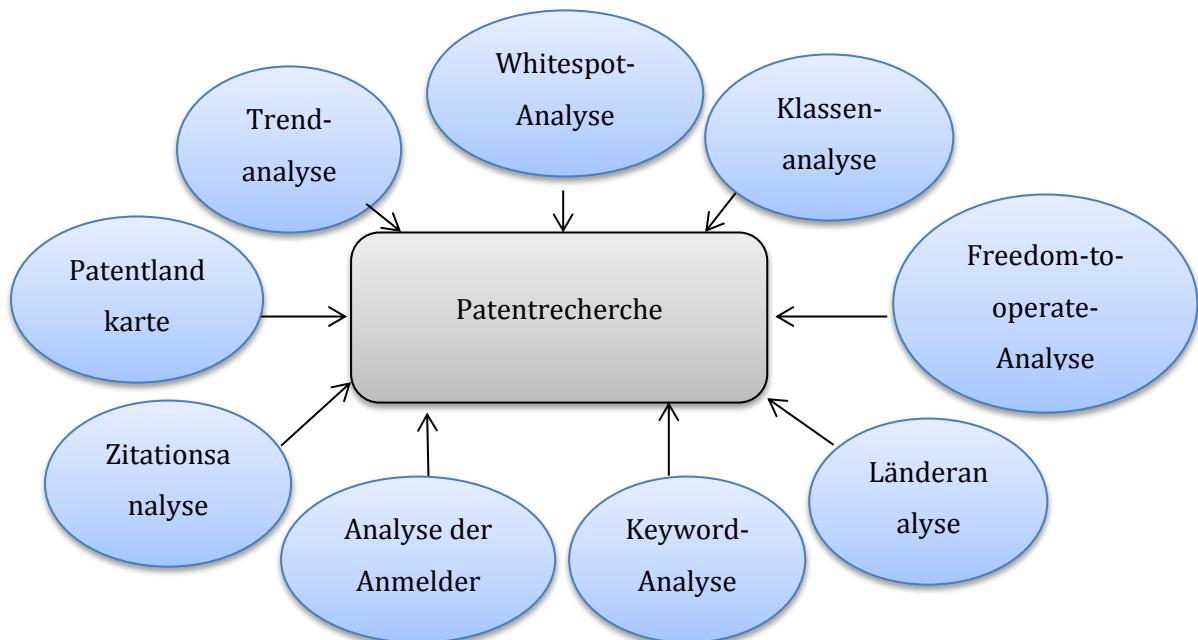 Whitespot-
Analyse
Trend-
analyse
Klassen-
analyse
Patentland
karte
Patentrecherche
Freedom-to-
operate-
Analyse
Zitationsa
nalyse
Analyse der
Anmelder
Keyword-
Analyse
Länderan
alyse